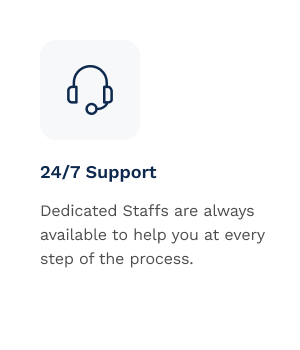 24/7 Support
Dedicated Staffs are always
available to help you at every
step of the process.